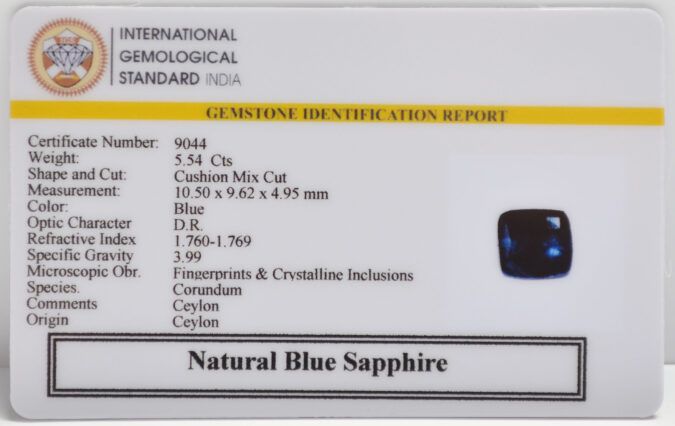 INTERNATIONAL
GEMOLOGICAL
STANDARD INDIA
GEMSTONE IDENTIFICATION REPORT
Certificate Number: 9044
Weight: 5.54 Cts
Shape and Cut: Cushion Mix Cut
Measurement: 10.50 x 9.62 x 4.95 mm
Color: Blue
Optic Character D.R.
Refractive Index 1.760-1.769
Specific Gravity 3.99
Microscopic Obr. Fingerprints & Crystalline Inclusions
Species. Corundum
Comments Ceylon
Origin Ceylon
Natural Blue Sapphire